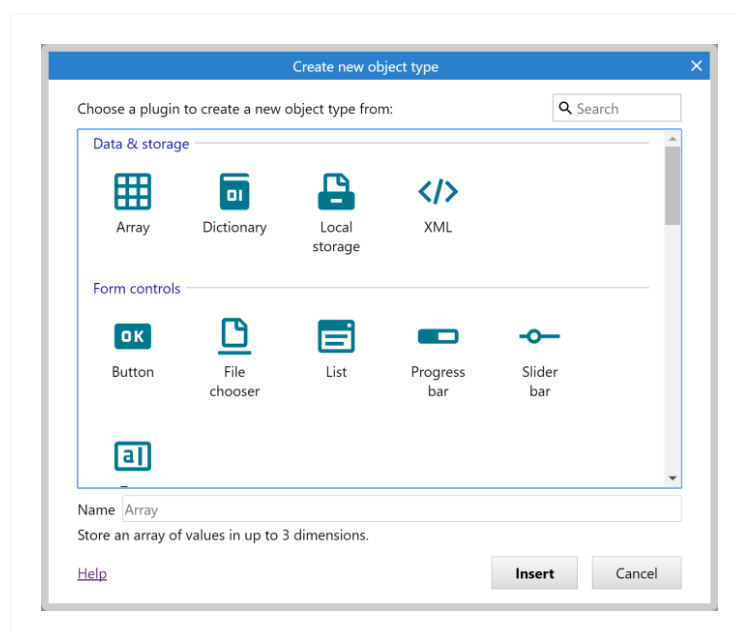 Create new object type
Choose a plugin to create a new object type from:
Search
Data & storage
Array
Dictionary
Local
storage
XML
Form controls
OK
Button
File
chooser
List
Progress
bar
Slider
bar
a
Name
Array
Store an array of values in up to 3 dimensions.
Help
Insert
Cancel